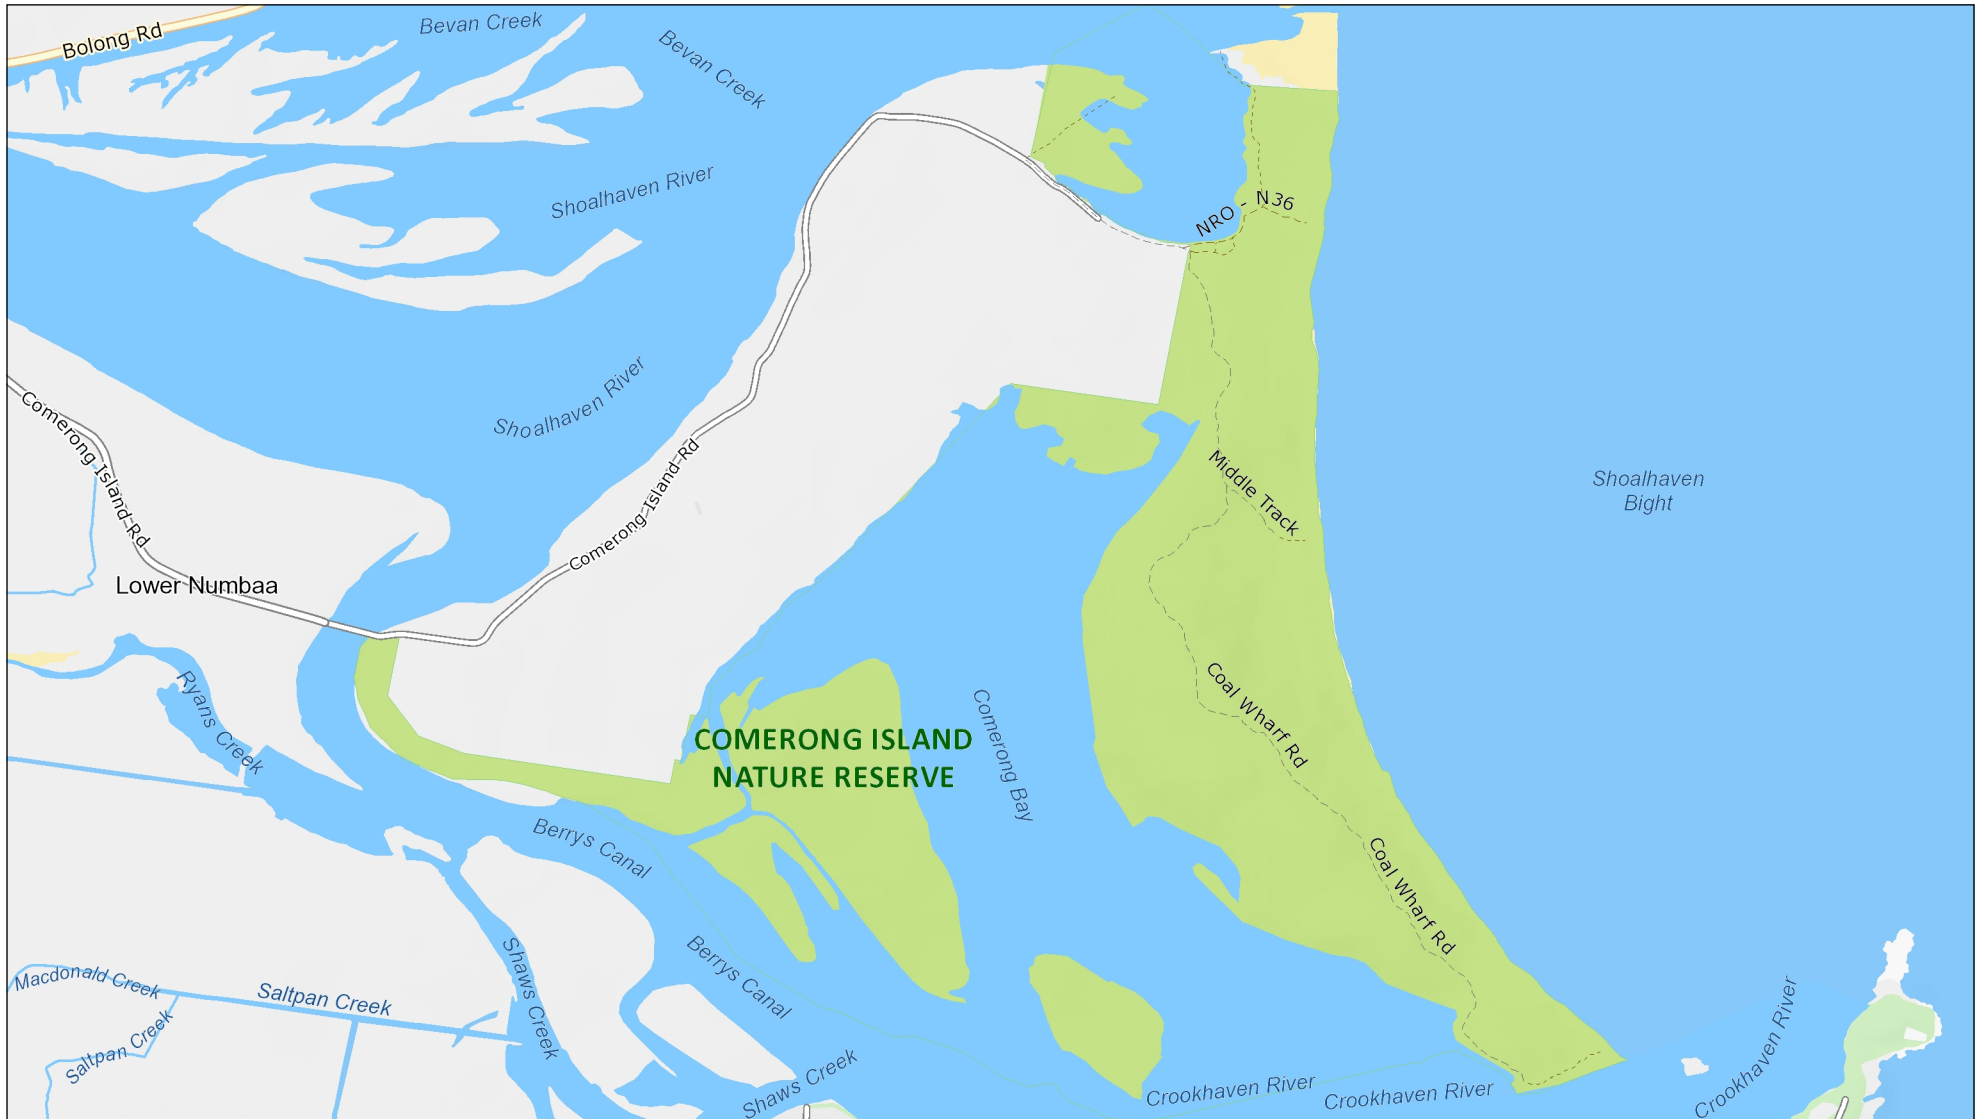 Bevan Creek
Bolong Rd
Bevan Creek
Shoalhaven River
NRO - N36
Shoalhaven River
Comerong Island Rd
Comerong Island Rd
Middle Track
Shoalhaven
Bight
Lower Numbaa
Ryans Creek
Coal Wharf Rd
COMERONG ISLAND
NATURE RESERVE
Comerong Bay
Berrys Canal
Coal Wharf Rd
Berrys Canal
Shaws Creek
Macdonald Creek
Saltpan Creek
Saltpan Creek
Shaws Creek
Crookhaven River
Crookhaven River
Crookhaven River